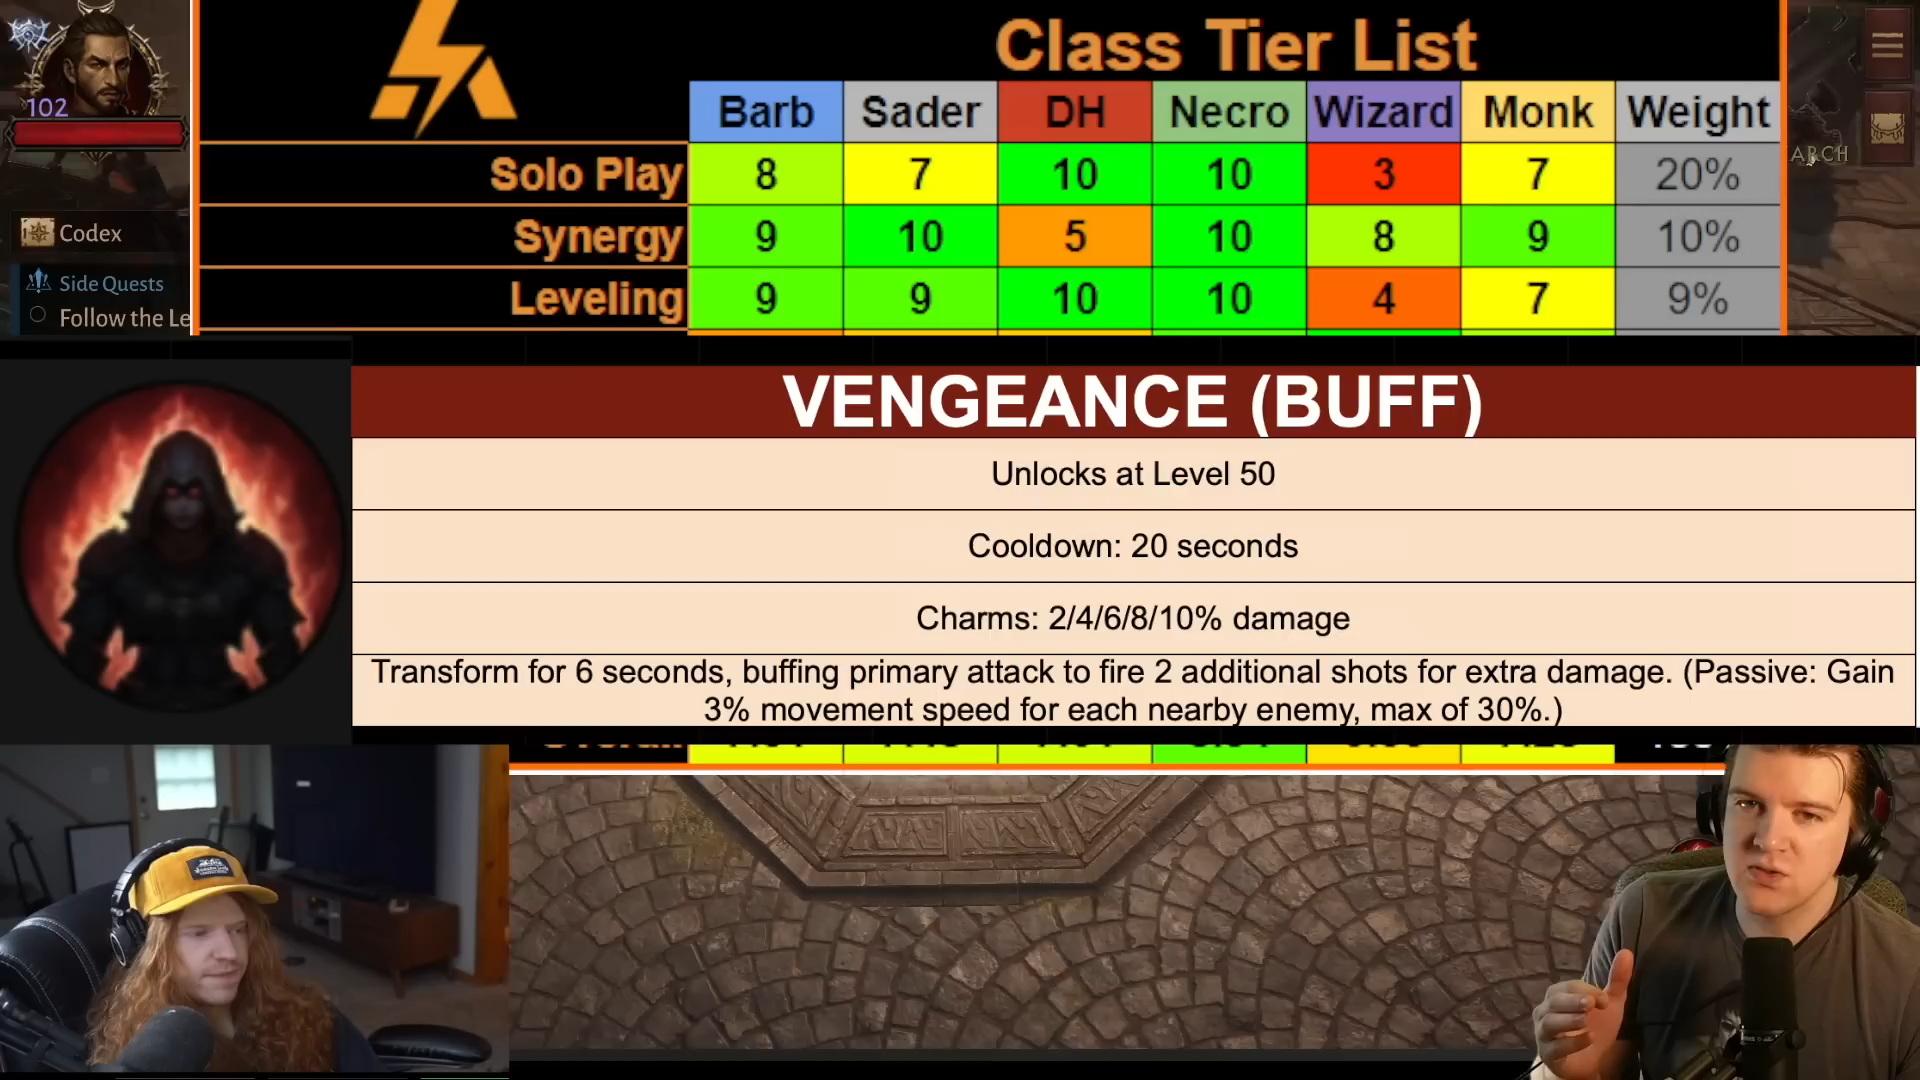 102
Codex
Side Quests
Follow the Le
Class Tier List
Barb Sader DH Necro Wizard Monk Weight
Solo Play 8 7 10 10 3 7 20%
Synergy 9 10 5 10 8 9 10%
Leveling 9 9 10 10 4 7 9%
ARCH
VENGEANCE (BUFF)
Unlocks at Level 50
Cooldown: 20 seconds
Charms: 2/4/6/8/10% damage
Transform for 6 seconds, buffing primary attack to fire 2 additional shots for extra damage. (Passive: Gain
3% movement speed for each nearby enemy, max of 30%.)